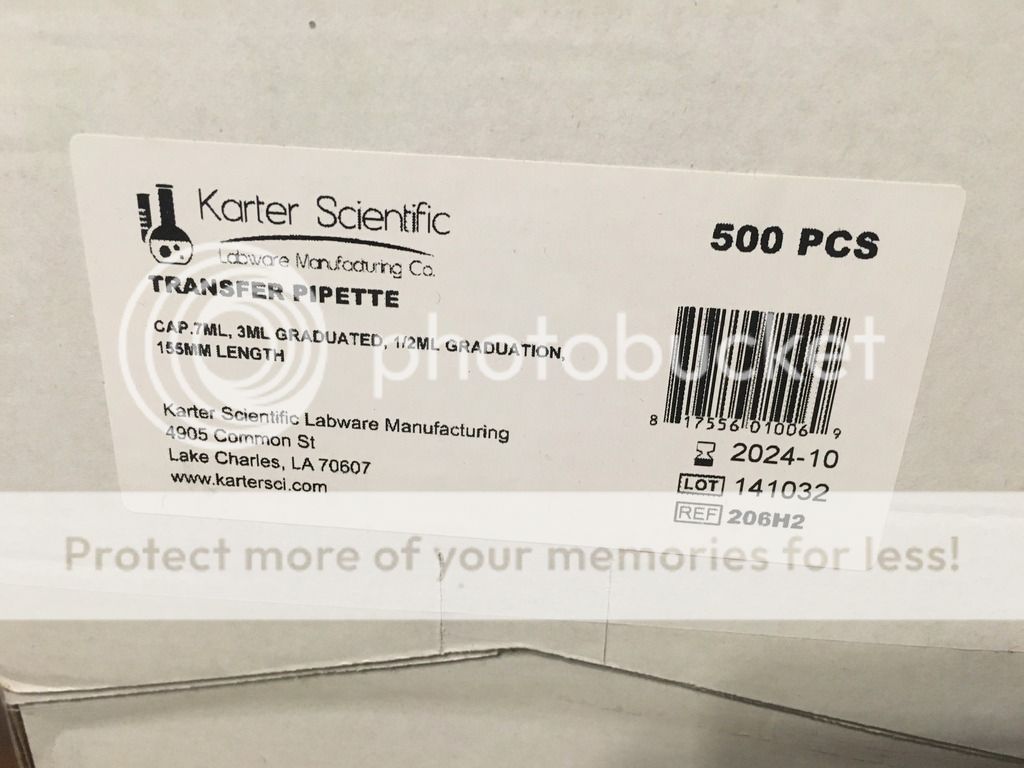 Karter Scientific
Labware Manufacturing Co.
TRANSFER PIPETTE
CAP.7ML, 3ML GRADUATED, 1/2ML GRADUATION,
155MM LENGTH
Karter Scientific Labware Manufacturing
4905 Common St
Lake Charles, LA 70607
www.kartersci.com
500 PCS
8 17556 01006 9
2024-10
LOT 141032
REF 206H2
photobucket
Protect more of your memories for less!